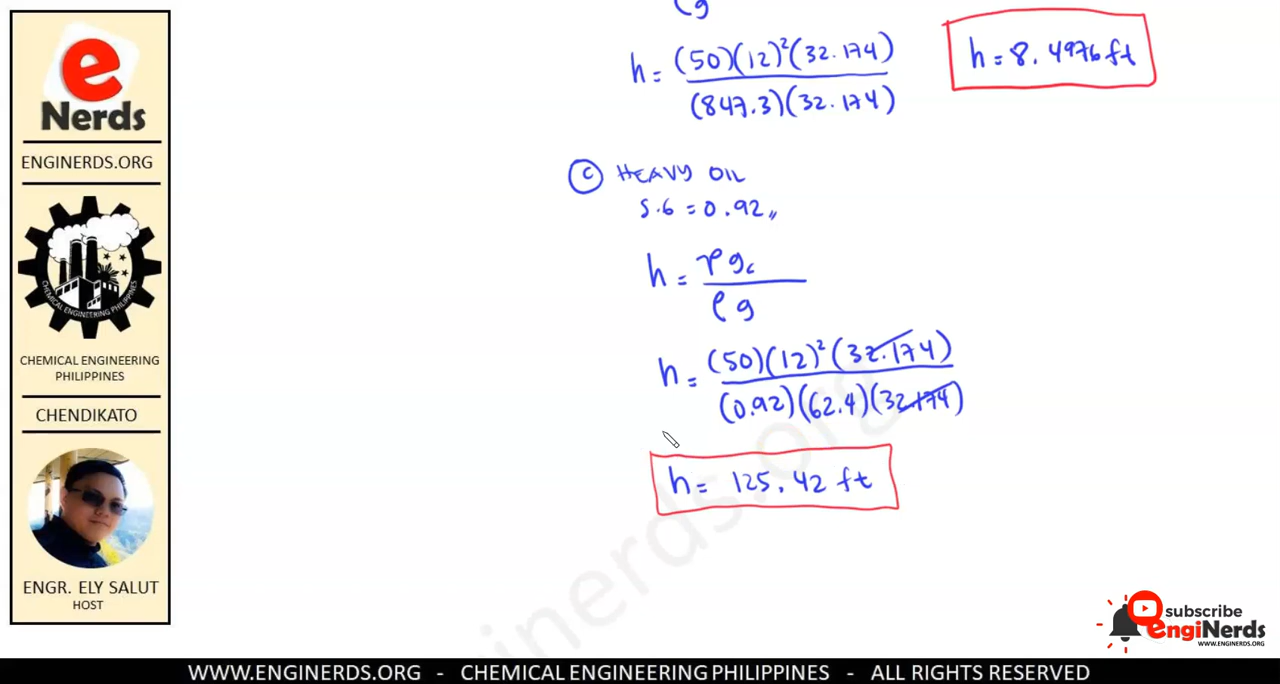 ρg
h = (50)(12)²(32.174)
(847.3)(32.174)
h = 8.4976 ft
e
Nerds
ENGINERDS.ORG
CHEMICAL ENGINEERING PHILIPPINES
CHEMICAL ENGINEERING
PHILIPPINES
CHENDIKATO
ENGR. ELY SALUT
HOST
Ⓒ HEAVY OIL
S.G = 0.92,,
h = Pgc
ρg
h = (50)(12)²(32.174)
(0.92)(62.4)(32.174)
h = 125.42 ft
nginerds.org
subscribe
engiNerds
WWW.ENGINERDS.ORG
WWW.ENGINERDS.ORG - CHEMICAL ENGINEERING PHILIPPINES - ALL RIGHTS RESERVED